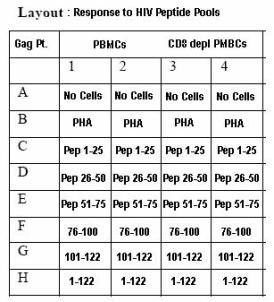 Layout : Response to HIV Peptide Pools
Gag Pt. PBMCs CD8 depl PMBCs
1 2 3 4
A No Cells No Cells No Cells No Cells
B PHA PHA PHA PHA
C Pep 1-25 Pep 1-25 Pep 1-25 Pep 1-25
D Pep 26-50 Pep 26-50 Pep 26-50 Pep 26-50
E Pep 51-75 Pep 51-75 Pep 51-75 Pep 51-75
F 76-100 76-100 76-100 76-100
G 101-122 101-122 101-122 101-122
H 1-122 1-122 1-122 1-122